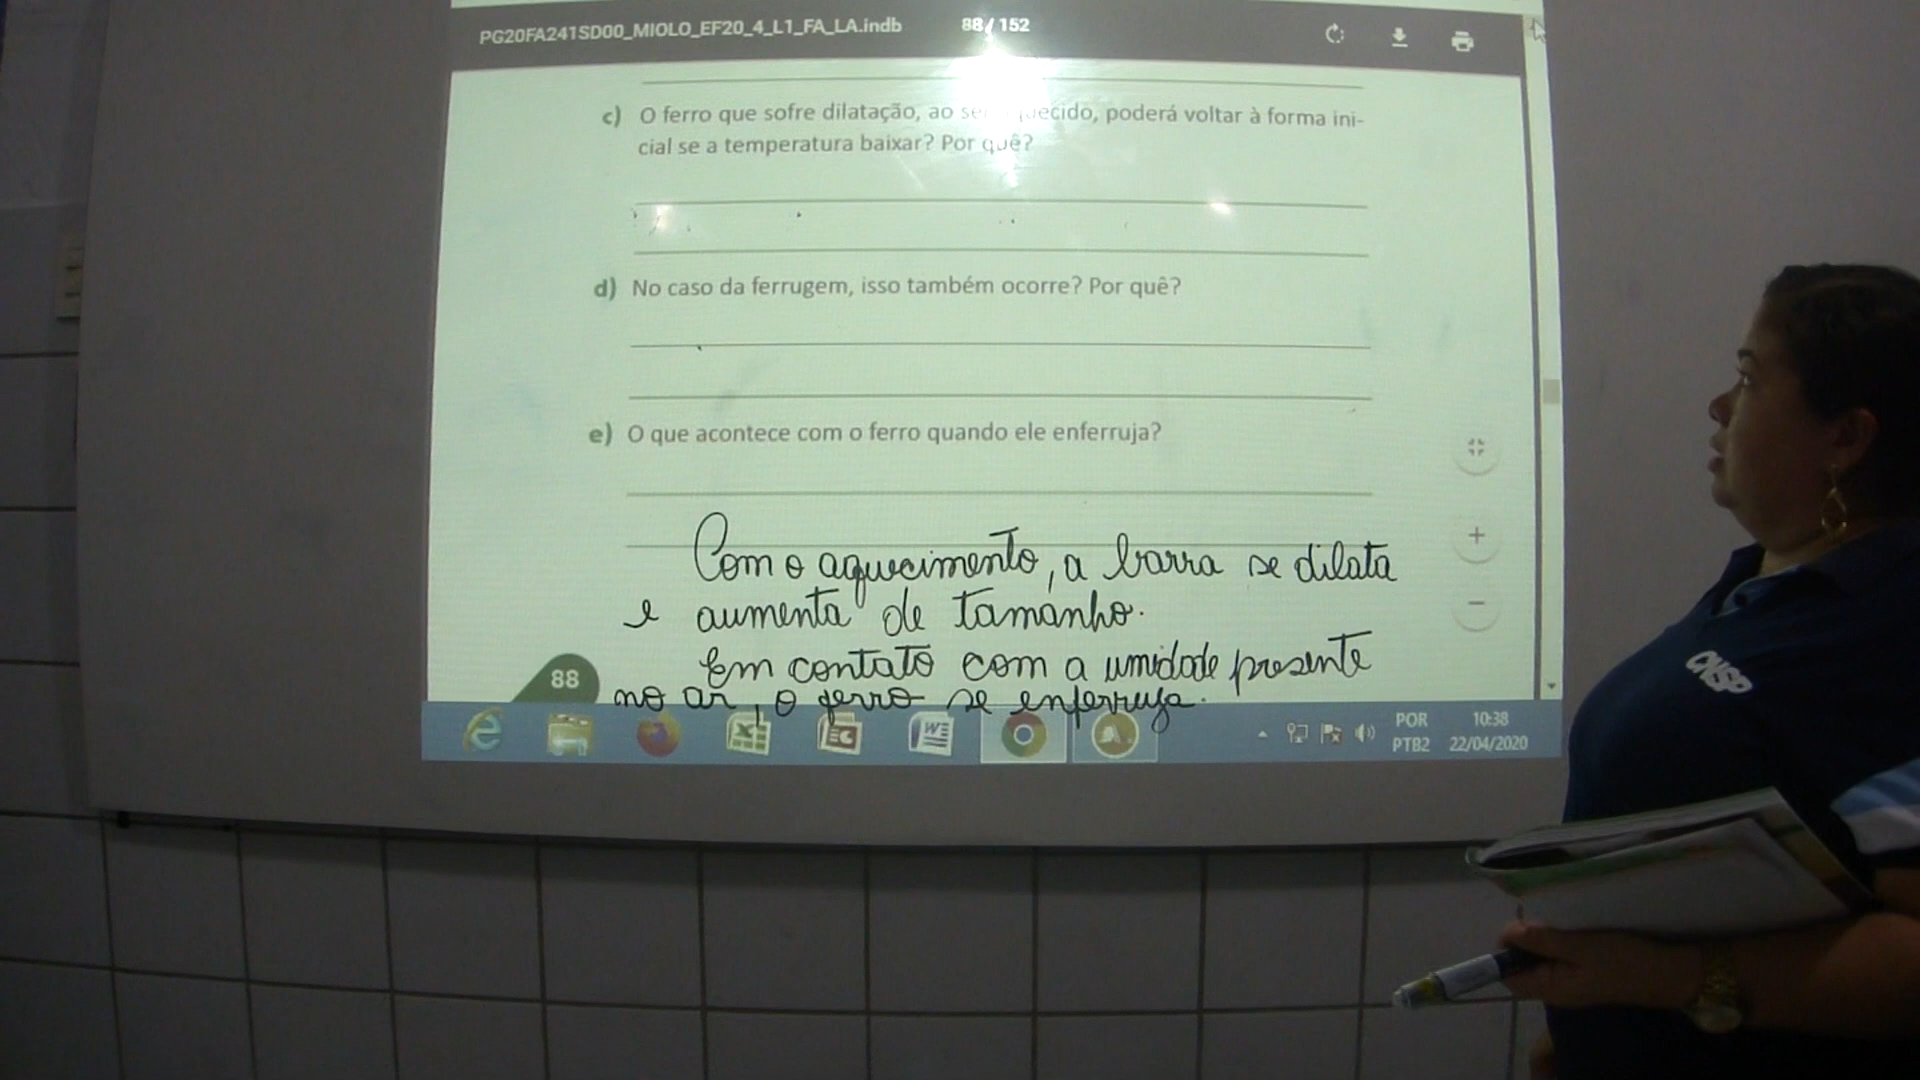 PG20FA241SD00_MIOLO_EF20_4_L1_FA_LA.indb 88 / 152
c) O ferro que sofre dilatação, ao ser aquecido, poderá voltar à forma ini-
cial se a temperatura baixar? Por quê?
d) No caso da ferrugem, isso também ocorre? Por quê?
e) O que acontece com o ferro quando ele enferruja?
Com o aquecimento, a barra se dilata
e aumenta de tamanho.
Em contato com a umidade presente
no ar, o ferro se enferruja.
88
POR 10:38
PTB2 22/04/2020
CNSD